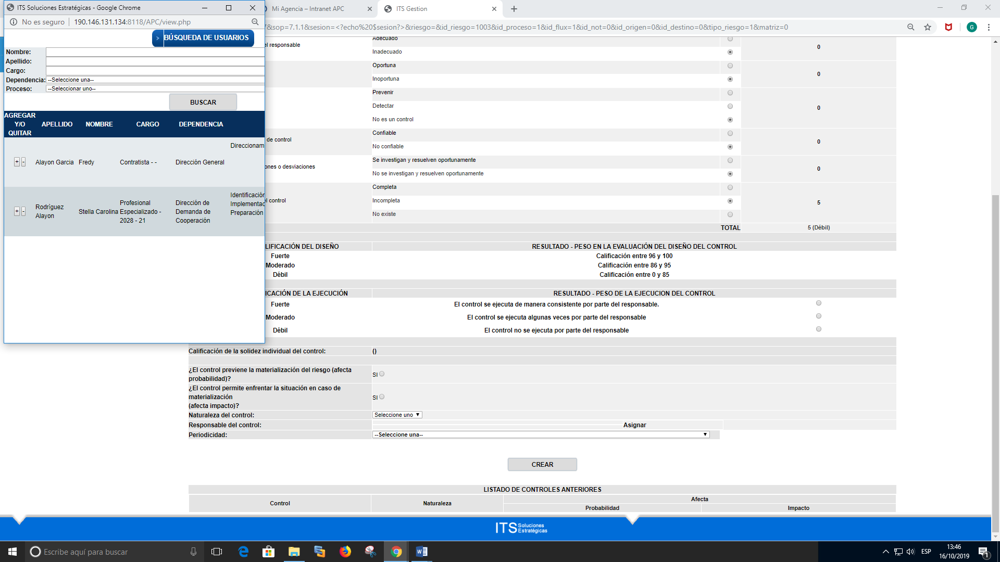 ITS Soluciones Estratégicas - Google Chrome
Mi Agencia – Intranet APC
ITS Gestion
No es seguro
190.146.131.134:8118/APC/view.php
&sop=7.1.1&sesion=<?echo%20$sesion?>&riesgo=&id_riesgo=1003&id_proceso=1&id_flux=1&id_not=0&id_origen=0&id_destino=0&tipo_riesgo=1&matriz=0
G
> BÚSQUEDA DE USUARIOS
Nombre:
Apellido:
Cargo:
Dependencia: --Seleccione una--
Proceso: --Seleccionar uno--
BUSCAR
AGREGAR Y/O QUITAR
APELLIDO
NOMBRE
CARGO
DEPENDENCIA
+ - Alayon Garcia Fredy Contratista - - Dirección General Direccionam
+ -
Rodrìguez Alayon
Stella Carolina
Profesional Especializado - 2028 - 21
Dirección de Demanda de Cooperación
Identificación
Implementac
Preparación
Adecuado
el responsable
Inadecuado
0
Oportuna
Inoportuna
0
Prevenir
Detectar
No es un control
0
de control
Confiable
No confiable
0
ones o desviaciones
Se investigan y resuelven oportunamente
No se investigan y resuelven oportunamente
0
el control
Completa
Incompleta
No existe
5
TOTAL
5 (Débil)
LIFICACIÓN DEL DISEÑO
RESULTADO - PESO EN LA EVALUACIÓN DEL DISEÑO DEL CONTROL
Fuerte
Calificación entre 96 y 100
Moderado
Calificación entre 86 y 95
Débil
Calificación entre 0 y 85
ICACIÓN DE LA EJECUCIÓN
RESULTADO - PESO DE LA EJECUCION DEL CONTROL
Fuerte
El control se ejecuta de manera consistente por parte del responsable.
Moderado
El control se ejecuta algunas veces por parte del responsable
Débil
El control no se ejecuta por parte del responsable
Calificación de la solidez individual del control:
()
¿El control previene la materialización del riesgo (afecta
probabilidad)?
SI
¿El control permite enfrentar la situación en caso de
materialización
(afecta impacto)?
SI
Naturaleza del control:
Seleccione uno
Responsable del control:
Asignar
Periodicidad:
--Seleccione una--
CREAR
LISTADO DE CONTROLES ANTERIORES
Control
Naturaleza
Afecta
Probabilidad
Impacto
ITS Soluciones Estratégicas
Escribe aquí para buscar
ESP
13:46
16/10/2019
1